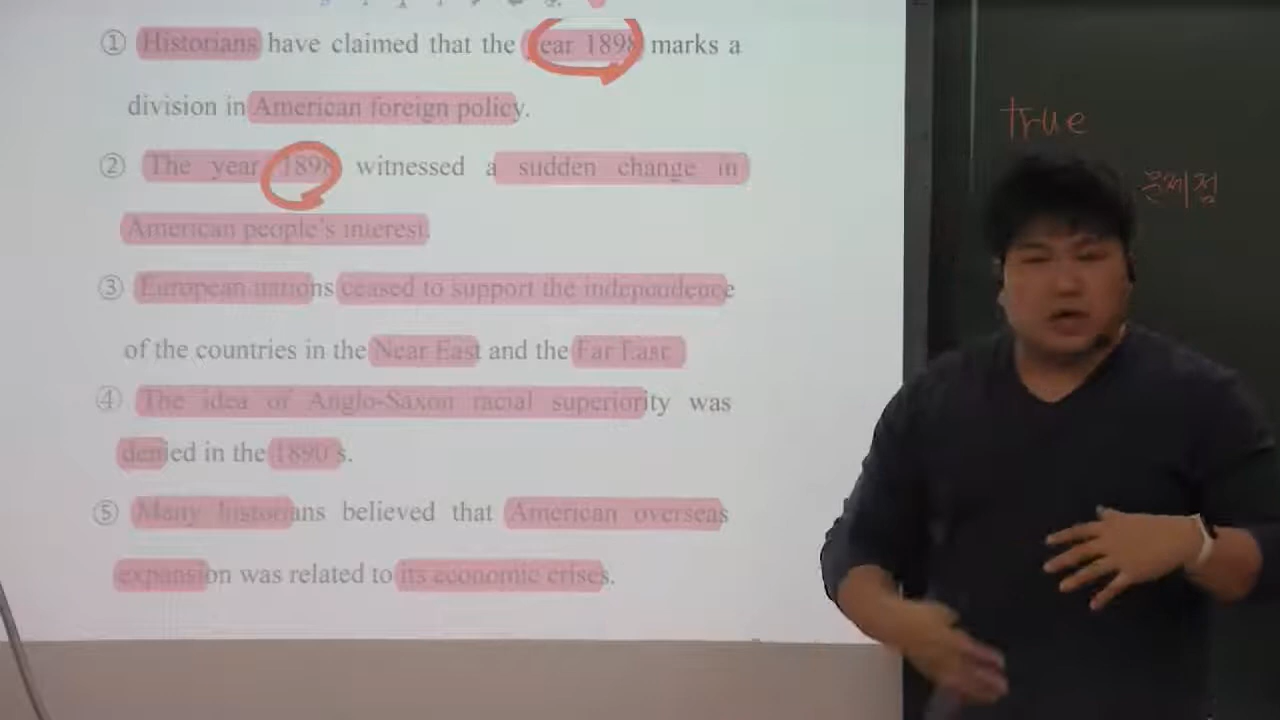 ① Historians have claimed that the year 1898 marks a
division in American foreign policy.
② The year 1898 witnessed a sudden change in
American people's interest.
③ European nations ceased to support the independence
of the countries in the Near East and the Far East.
④ The idea of Anglo-Saxon racial superiority was
denied in the 1890's.
⑤ Many historians believed that American overseas
expansion was related to its economic crises.
true
문제점